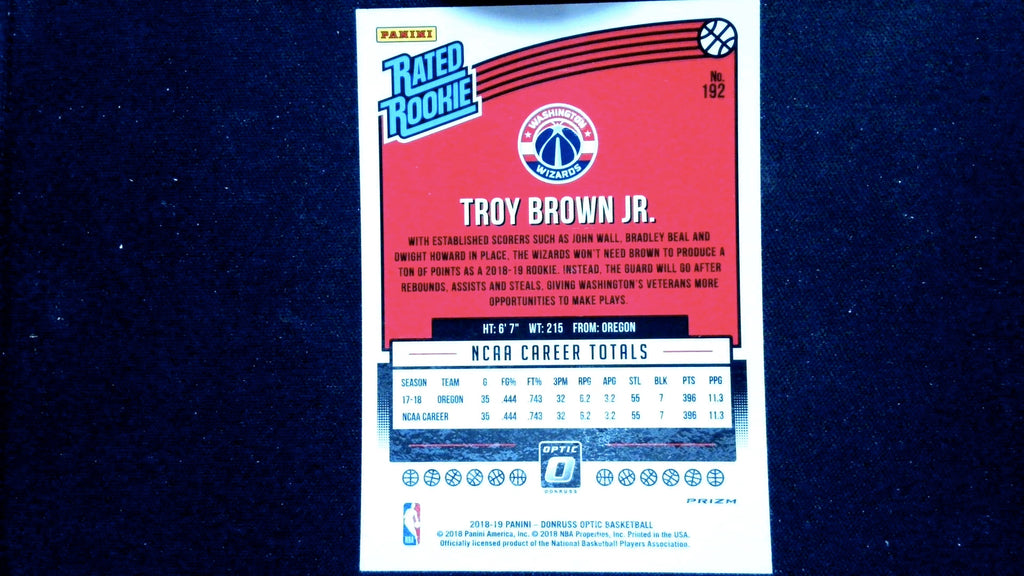 PANINI
RATED
ROOKIE
No.
192
WASHINGTON
WIZARDS
TROY BROWN JR.
WITH ESTABLISHED SCORERS SUCH AS JOHN WALL, BRADLEY BEAL AND
DWIGHT HOWARD IN PLACE, THE WIZARDS WON'T NEED BROWN TO PRODUCE A
TON OF POINTS AS A 2018-19 ROOKIE. INSTEAD, THE GUARD WILL GO AFTER
REBOUNDS, ASSISTS AND STEALS, GIVING WASHINGTON'S VETERANS MORE
OPPORTUNITIES TO MAKE PLAYS.
HT: 6' 7" WT: 215 FROM: OREGON
NCAA CAREER TOTALS
SEASON TEAM G FG% FT% 3PM RPG APG STL BLK PTS PPG
17-18 OREGON 35 .444 .743 32 6.2 3.2 55 7 396 11.3
NCAA CAREER 35 .444 .743 32 6.2 3.2 55 7 396 11.3
OPTIC
DONRUSS
PRIZM
NBA
2018-19 PANINI – DONRUSS OPTIC BASKETBALL
© 2018 Panini America, Inc. © 2018 NBA Properties, Inc. Printed in the USA.
Officially licensed product of the National Basketball Players Association.